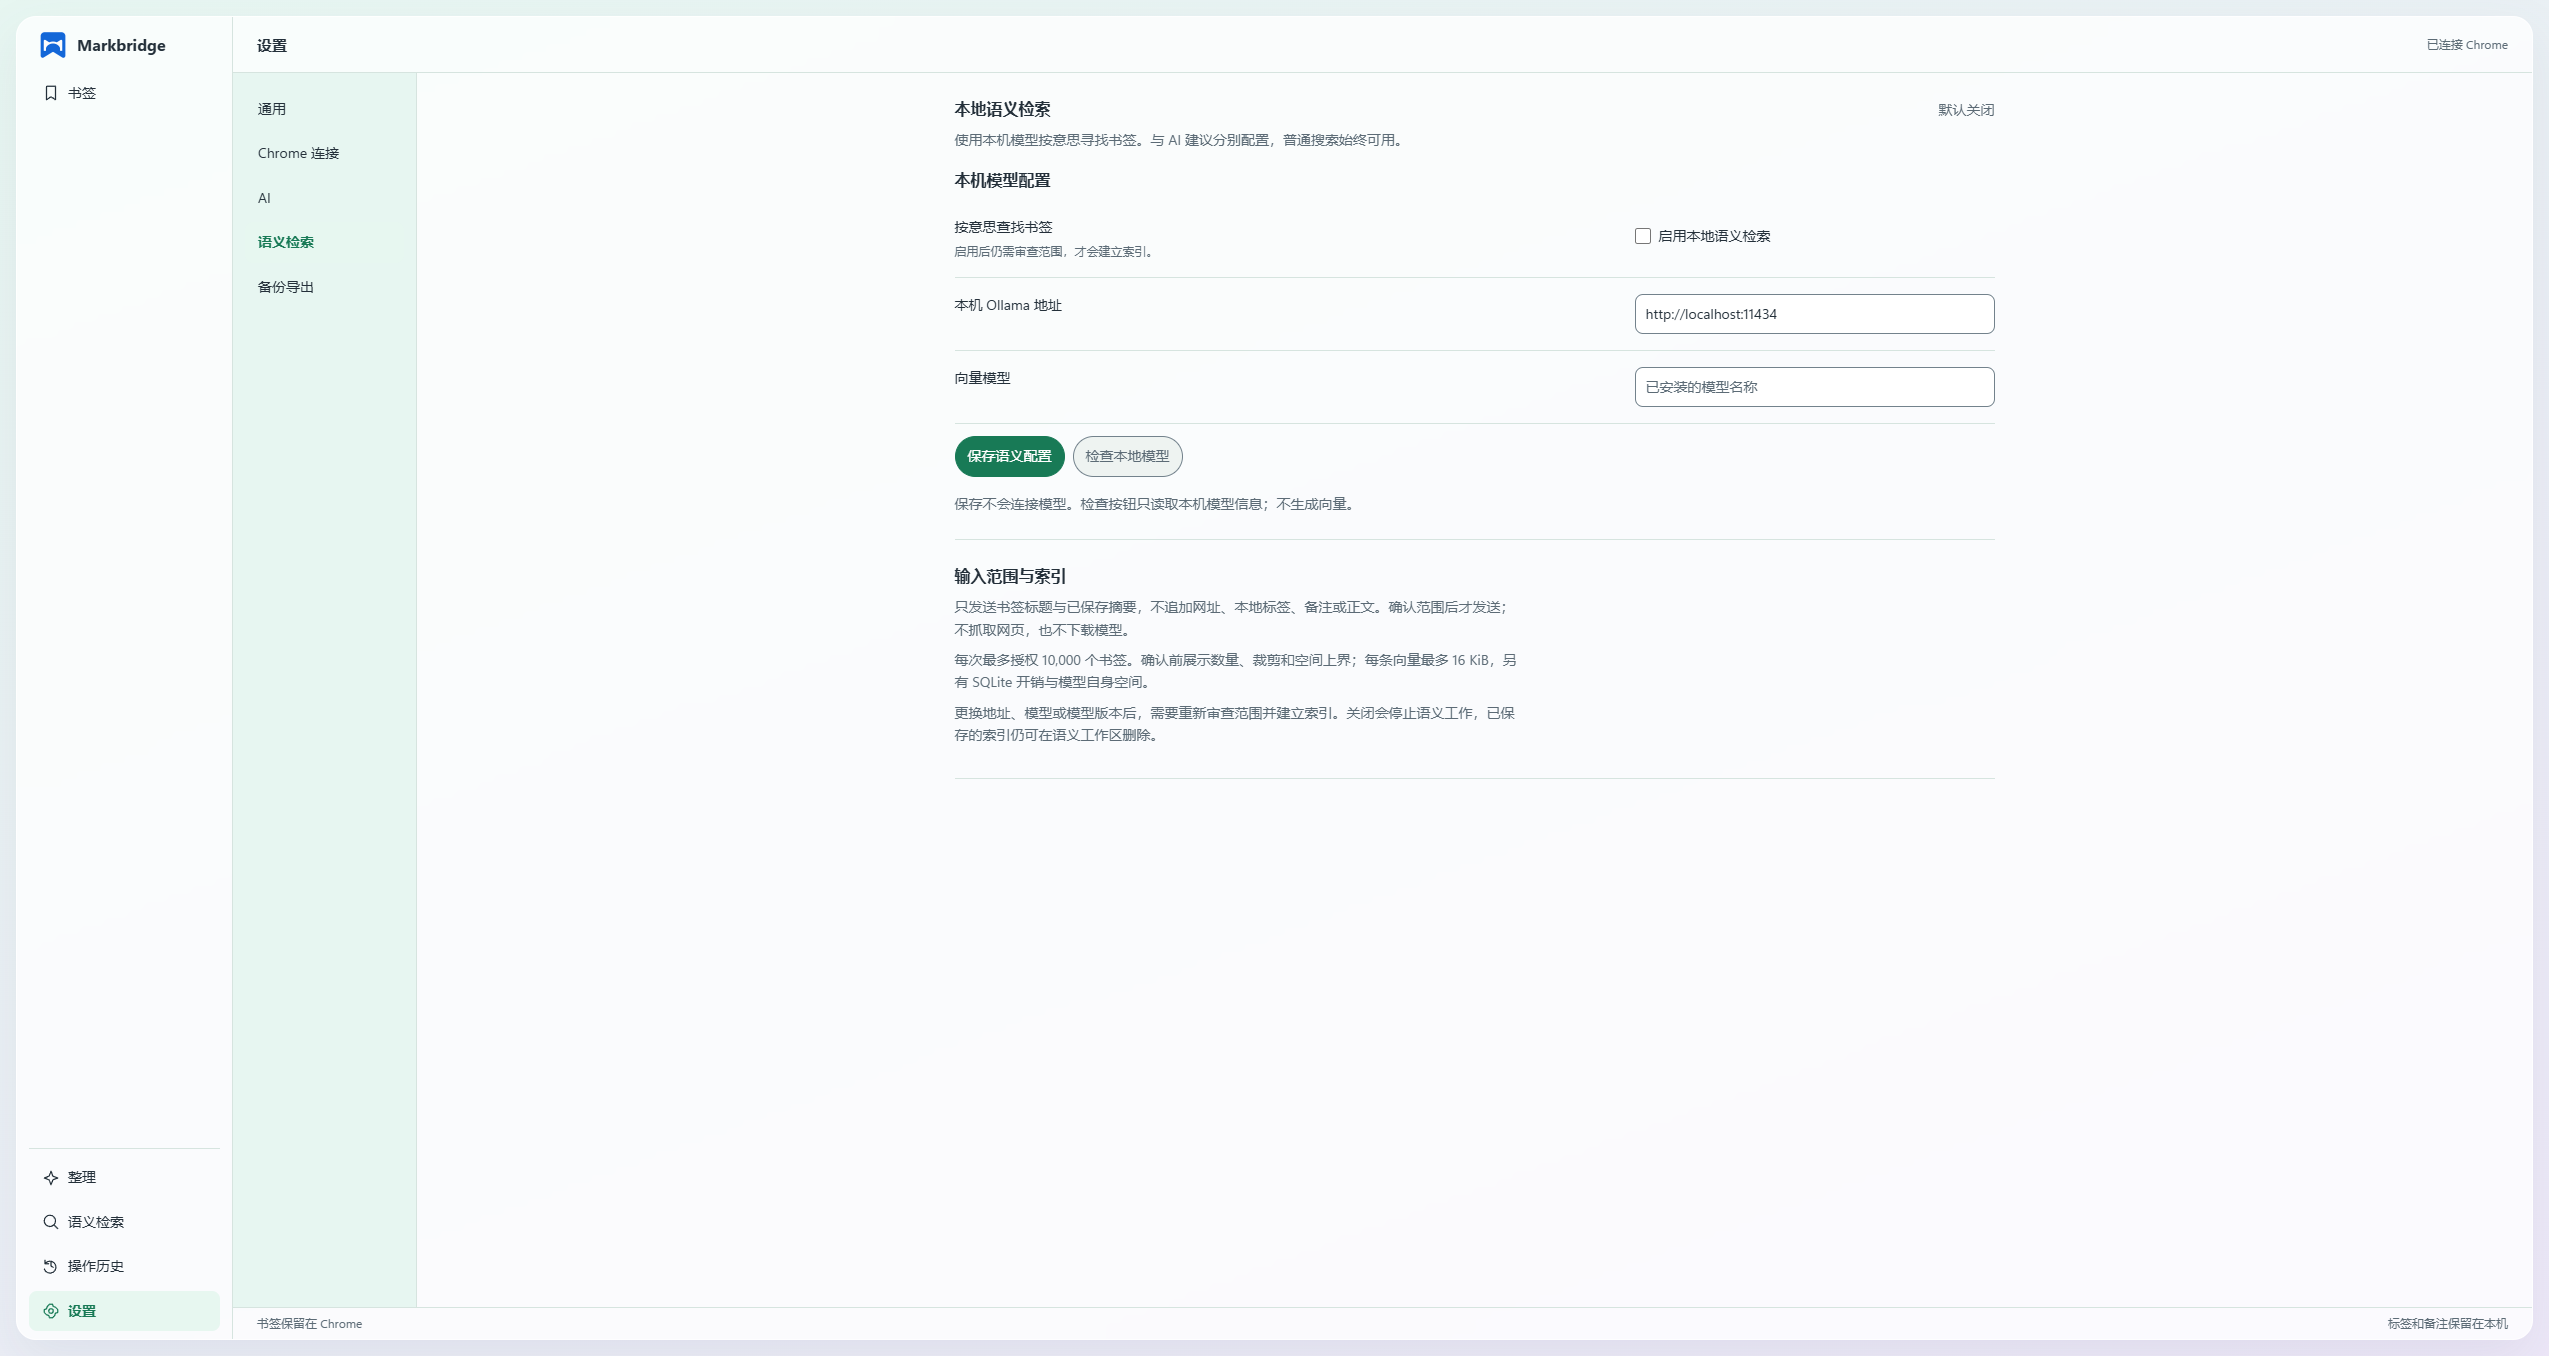 Markbridge
书签
设置
已连接 Chrome
通用
Chrome 连接
AI
语义检索
备份导出
本地语义检索
默认关闭
使用本机模型按意思寻找书签。与 AI 建议分别配置，普通搜索始终可用。
本机模型配置
按意思查找书签
启用后仍需审查范围，才会建立索引。
启用本地语义检索
本机 Ollama 地址
http://localhost:11434
向量模型
已安装的模型名称
保存语义配置
检查本地模型
保存不会连接模型。检查按钮只读取本机模型信息；不生成向量。
输入范围与索引
只发送书签标题与已保存摘要，不追加网址、本地标签、备注或正文。确认范围后才发送；
不抓取网页，也不下载模型。
每次最多授权 10,000 个书签。确认前展示数量、裁剪和空间上界；每条向量最多 16 KiB，另
有 SQLite 开销与模型自身空间。
更换地址、模型或模型版本后，需要重新审查范围并建立索引。关闭会停止语义工作，已保
存的索引仍可在语义工作区删除。
整理
语义检索
操作历史
设置
书签保留在 Chrome
标签和备注保留在本机